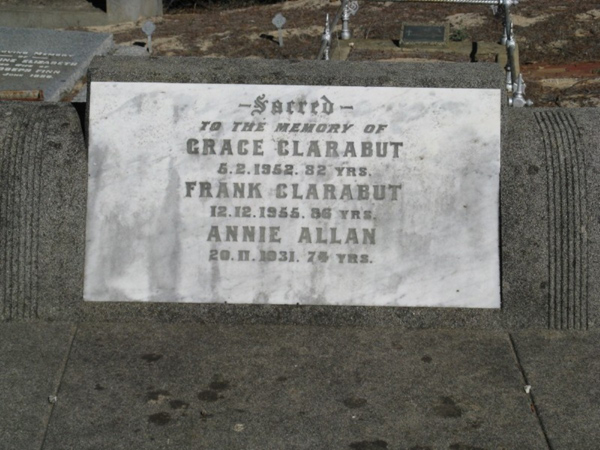 -Sacred-
TO THE MEMORY OF
GRACE CLARABUT
5.2.1952. 82 YRS.
FRANK CLARABUT
12.12.1955. 86 YRS.
ANNIE ALLAN
20.11.1931. 74 YRS.